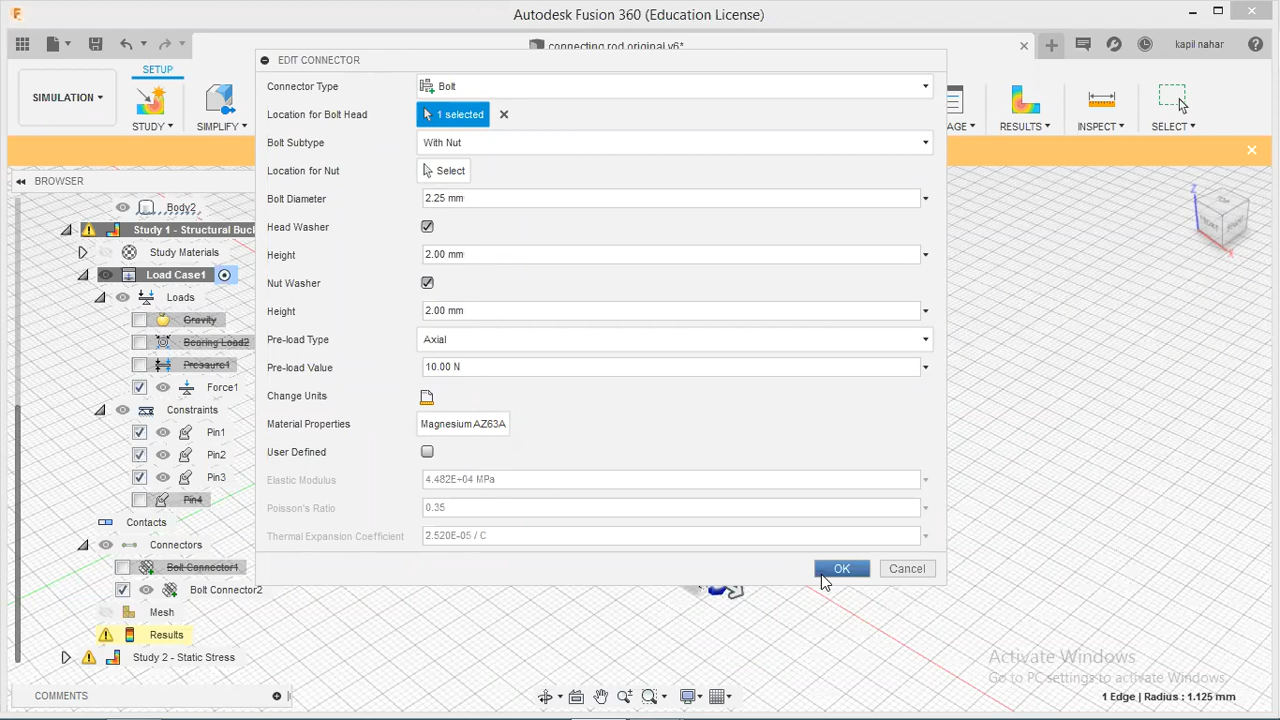 Autodesk Fusion 360 (Education License)
connecting rod original v6*
kapil nahar
SETUP
SIMULATION
STUDY
SIMPLIFY
RESULTS
INSPECT
SELECT
BROWSER
Body2
Study 1 - Structural Buc
Study Materials
Load Case1
Loads
Gravity
Bearing Load2
Pressure1
Force1
Constraints
Pin1
Pin2
Pin3
Pin4
Contacts
Connectors
Bolt Connector1
Bolt Connector2
Mesh
Results
Study 2 - Static Stress
COMMENTS
EDIT CONNECTOR
Connector Type Bolt
Location for Bolt Head 1 selected
Bolt Subtype With Nut
Location for Nut Select
Bolt Diameter 2.25 mm
Head Washer
Height 2.00 mm
Nut Washer
Height 2.00 mm
Pre-load Type Axial
Pre-load Value 10.00 N
Change Units
Material Properties Magnesium AZ63A
User Defined
Elastic Modulus 4.482E+04 MPa
Poisson's Ratio 0.35
Thermal Expansion Coefficient 2.520E-05 / C
OK Cancel
Activate Windows
Go to PC settings to activate Windows.
1 Edge | Radius : 1.125 mm